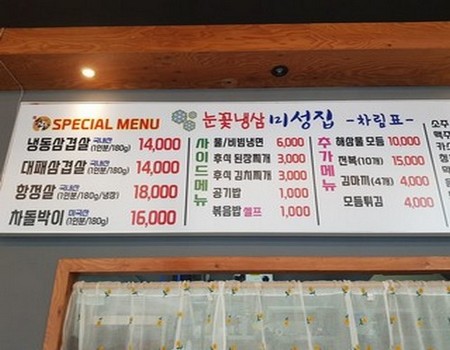 SPECIAL MENU
냉동삼겹살 국내산 (1인분/180g) 14,000
대패삼겹살 국내산 (1인분/180g) 14,000
항정살 국내산 (1인분/180g/냉장) 18,000
차돌박이 미국산 (1인분/180g) 16,000
눈꽃냉삼 미성집 -차림표-
사이드메뉴
물/비빔냉면 6,000
후식 된장찌개 3,000
후식 김치찌개 3,000
공기밥 1,000
볶음밥 셀프 1,000
추가메뉴
해산물 모듬 10,000
전복(10개) 15,000
김마끼(4개) 4,000
모듬튀김 4,000
소주
맥주